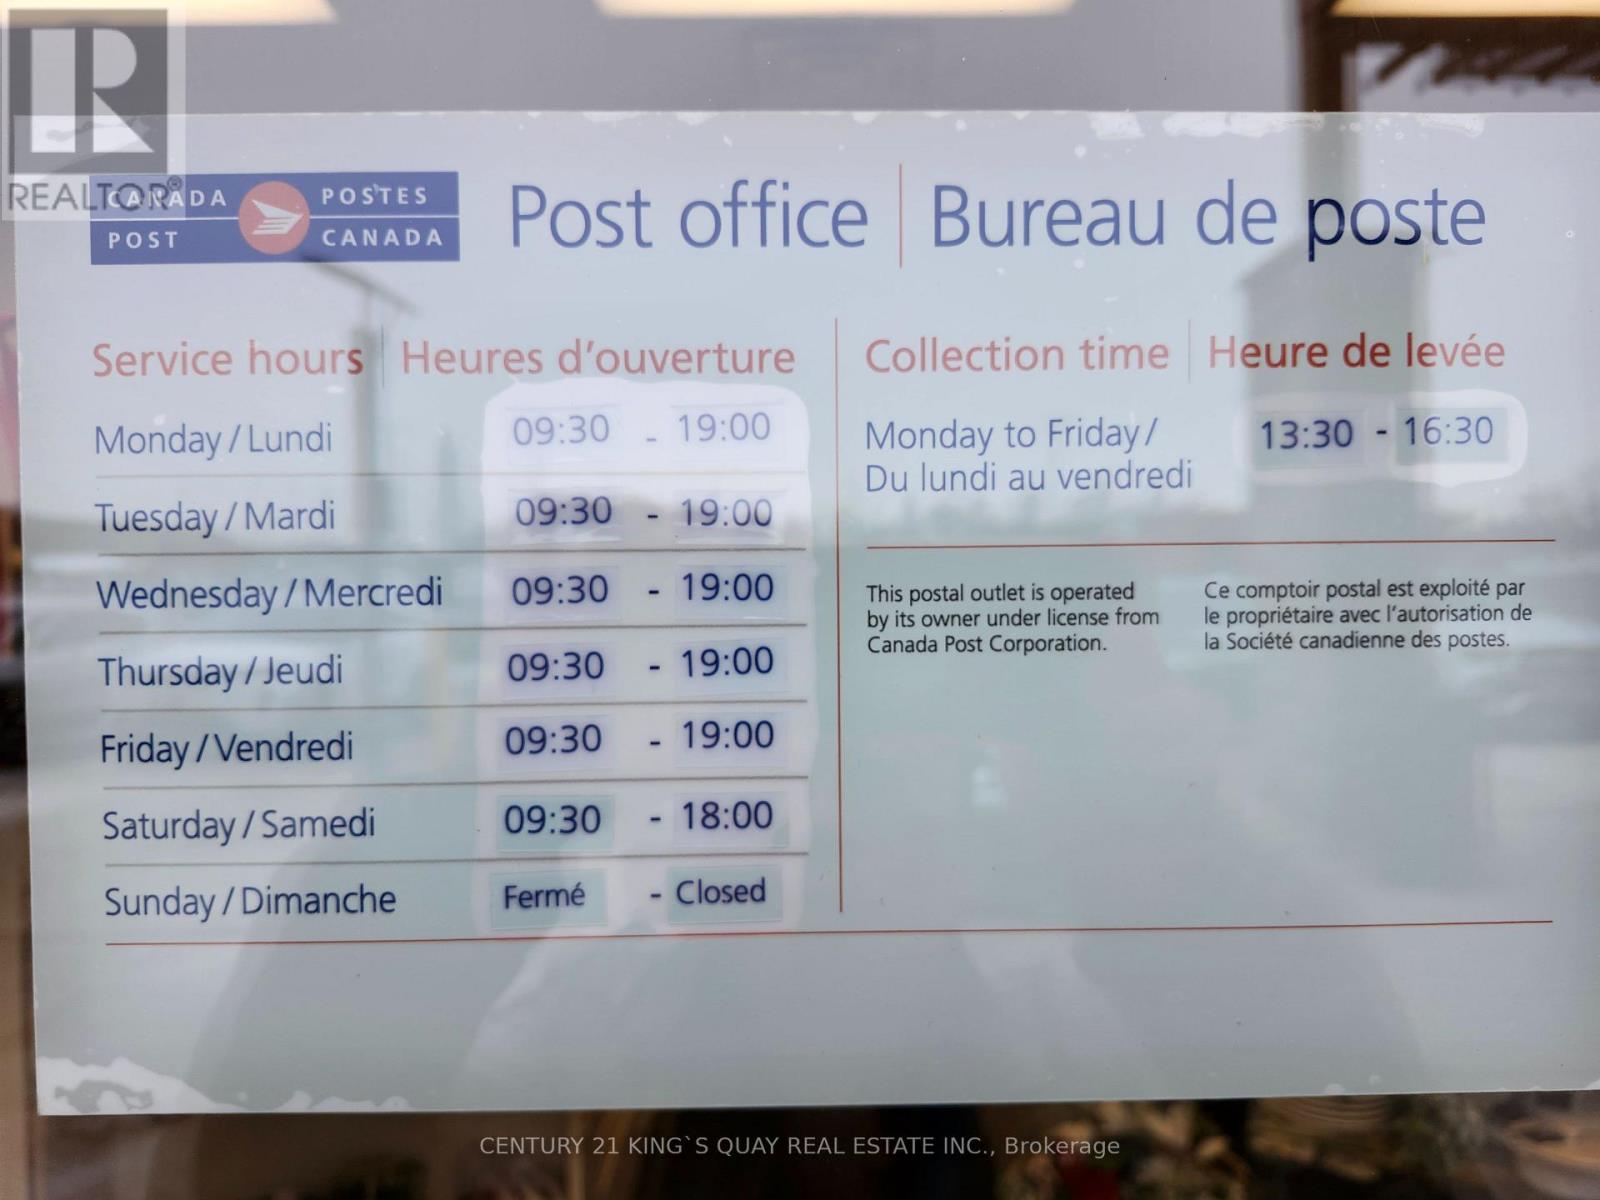 REALTOR®
CANADA POST
POSTES CANADA
Post office | Bureau de poste
Service hours | Heures d'ouverture
Monday / Lundi 09:30 - 19:00
Tuesday / Mardi 09:30 - 19:00
Wednesday / Mercredi 09:30 - 19:00
Thursday / Jeudi 09:30 - 19:00
Friday / Vendredi 09:30 - 19:00
Saturday / Samedi 09:30 - 18:00
Sunday / Dimanche Fermé - Closed
Collection time | Heure de levée
Monday to Friday / 13:30 - 16:30
Du lundi au vendredi
This postal outlet is operated
by its owner under license from
Canada Post Corporation.
Ce comptoir postal est exploité par
le propriétaire avec l'autorisation de
la Société canadienne des postes.
CENTURY 21 KING`S QUAY REAL ESTATE INC., Brokerage